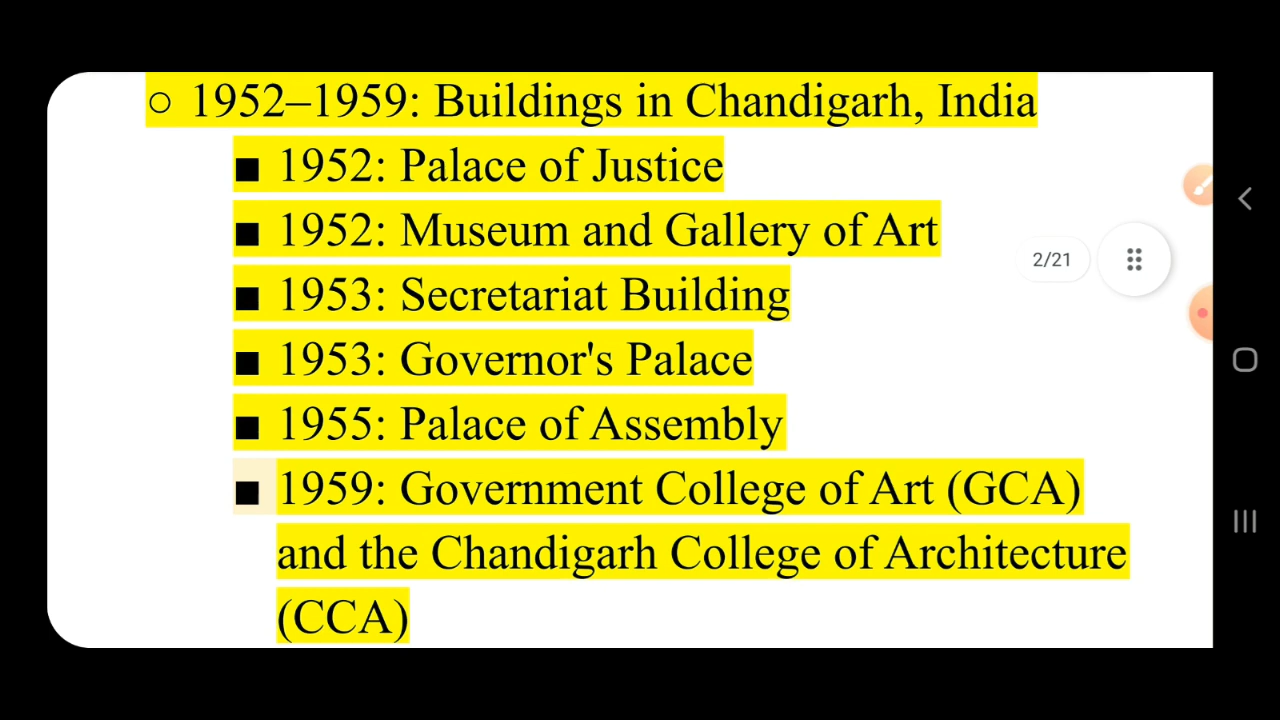 ○ 1952–1959: Buildings in Chandigarh, India
■ 1952: Palace of Justice
■ 1952: Museum and Gallery of Art
2/21
■ 1953: Secretariat Building
■ 1953: Governor's Palace
■ 1955: Palace of Assembly
■ 1959: Government College of Art (GCA)
and the Chandigarh College of Architecture
(CCA)